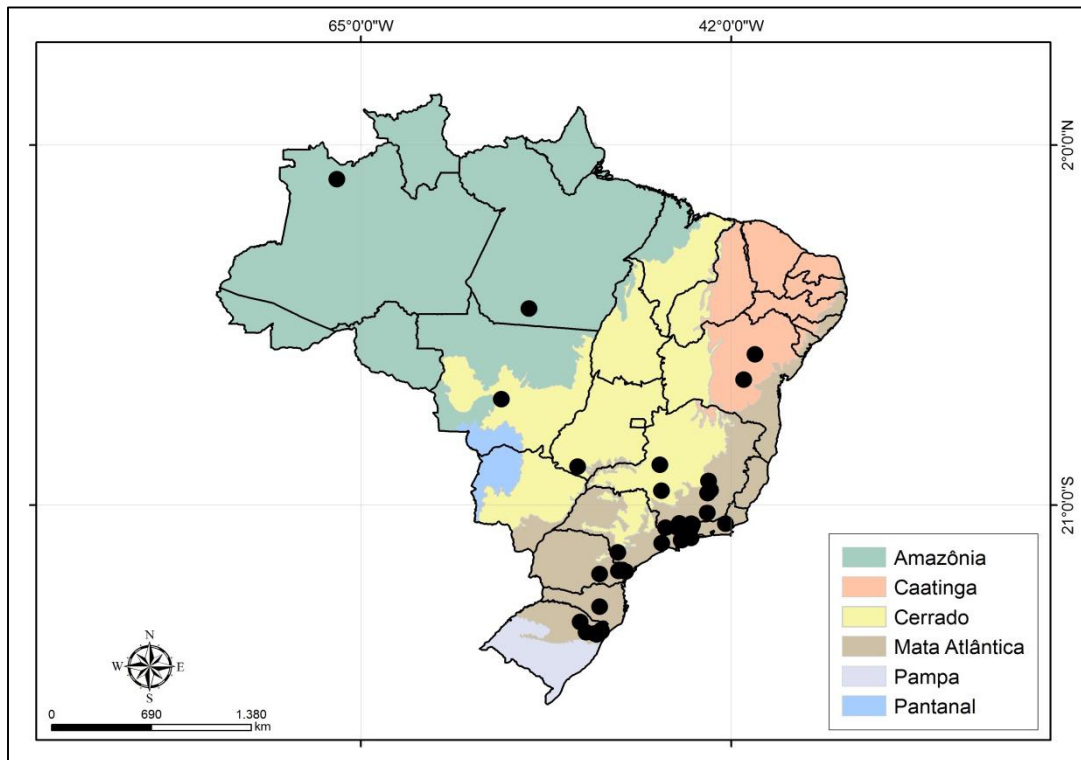 65°0'0"W
42°0'0"W
2°0'0"N
21°0'0"S
Amazônia
Caatinga
Cerrado
Mata Atlântica
Pampa
Pantanal
N
W E
S
0 690 1.380
km